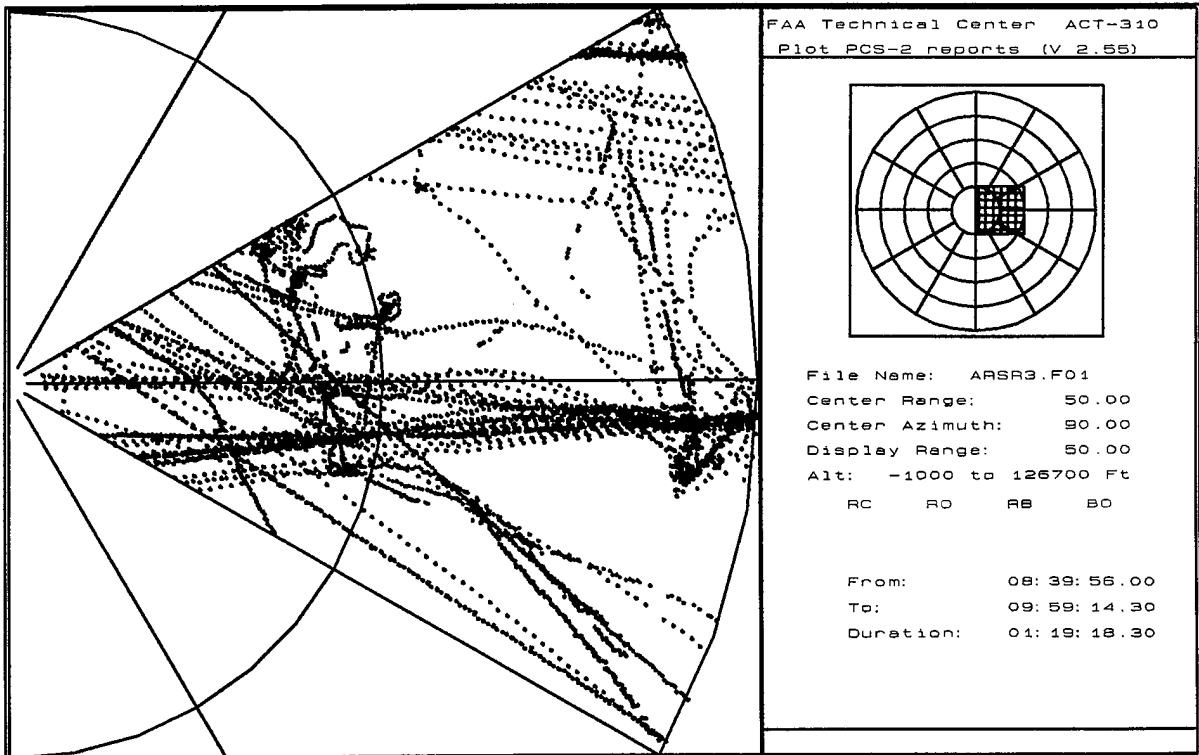 FAA Technical Center ACT-310
Plot PCS-2 reports (V 2.55)
File Name: ARSR3.F01
Center Range: 50.00
Center Azimuth: 90.00
Display Range: 50.00
Alt: -1000 to 126700 Ft
RC RO RB BO
From: 08:39:56.00
To: 09:59:14.30
Duration: 01:19:18.30